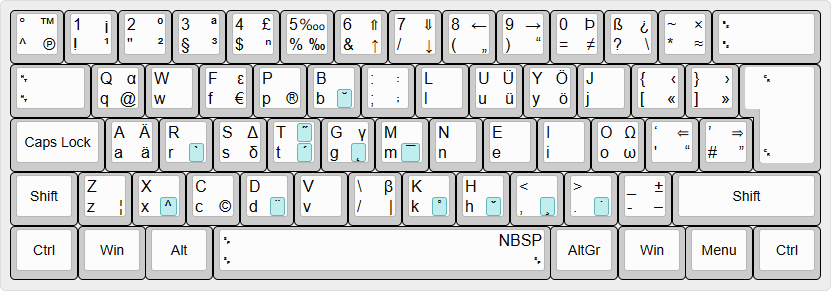 ° ™ 1 ¡ 2 º 3 ª 4 £ 5 ‱ 6 ⇑ 7 ⇓ 8 ← 9 → 0 Þ ß ¿ ~ ×
^ ℗ ! ¹ " ² § ³ $ ⁿ % ‰ & ↑ / ↓ ( „ ) “ = ≠ ? \ * ≈
Q α W F ε P B U Ü Y Ö J { ‹ } ›
q @ w f € p ® b ˘ : ; L l u ü y ö j [ « ] »
Caps Lock A Ä R S Δ T ˝ G γ M N E I O Ω ‘ ⇐ ’ ⇒
a ä r ` s δ t ´ g ˛ m ¯ n e i o ω ' “ # ”
Shift Z X C D V \ β K H < > _ ± Shift
z ¦ x ^ c © d ¨ v / | k ° h ˇ , ¸ . ˙ - –
Ctrl Win Alt NBSP AltGr Win Menu Ctrl